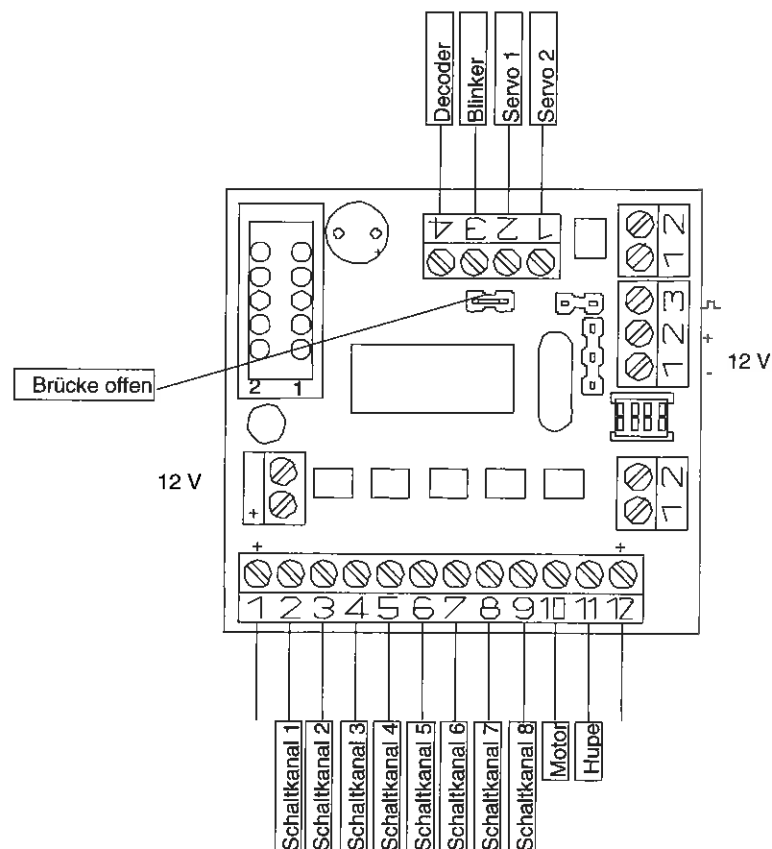 Decoder
Blinker
Servo 1
Servo 2
4 3 2 1
+
1 2
1 2 3
+
-
12 V
Brücke offen
2 1
12 V
+
1 2
+ +
1 2 3 4 5 6 7 8 9 10 11 12
Schaltkanal 1
Schaltkanal 2
Schaltkanal 3
Schaltkanal 4
Schaltkanal 5
Schaltkanal 6
Schaltkanal 7
Schaltkanal 8
Motor
Hupe